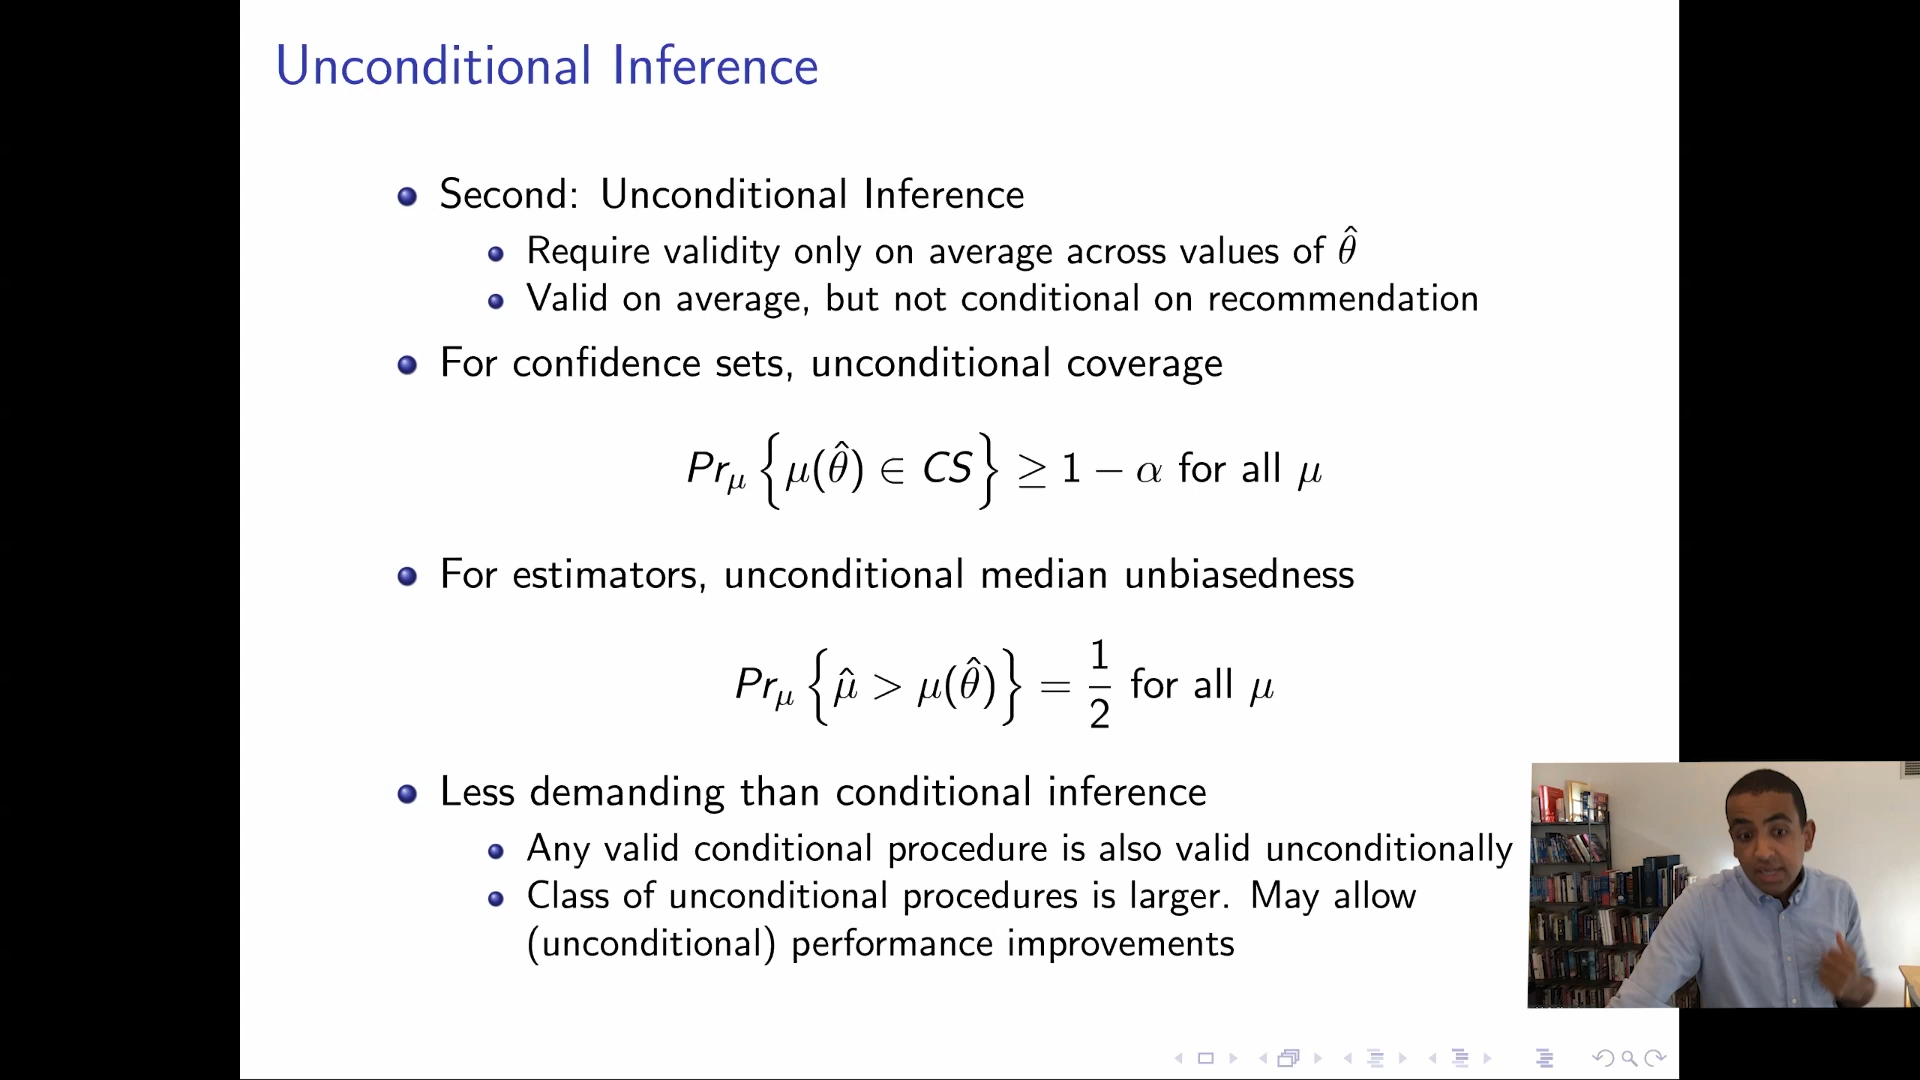 Unconditional Inference
Second: Unconditional Inference
Require validity only on average across values of θ̂
Valid on average, but not conditional on recommendation
For confidence sets, unconditional coverage
Pr_μ {μ(θ̂) ∈ CS} ≥ 1 − α for all μ
For estimators, unconditional median unbiasedness
Pr_μ {μ̂ > μ(θ̂)} = 1/2 for all μ
Less demanding than conditional inference
Any valid conditional procedure is also valid unconditionally
Class of unconditional procedures is larger. May allow
(unconditional) performance improvements